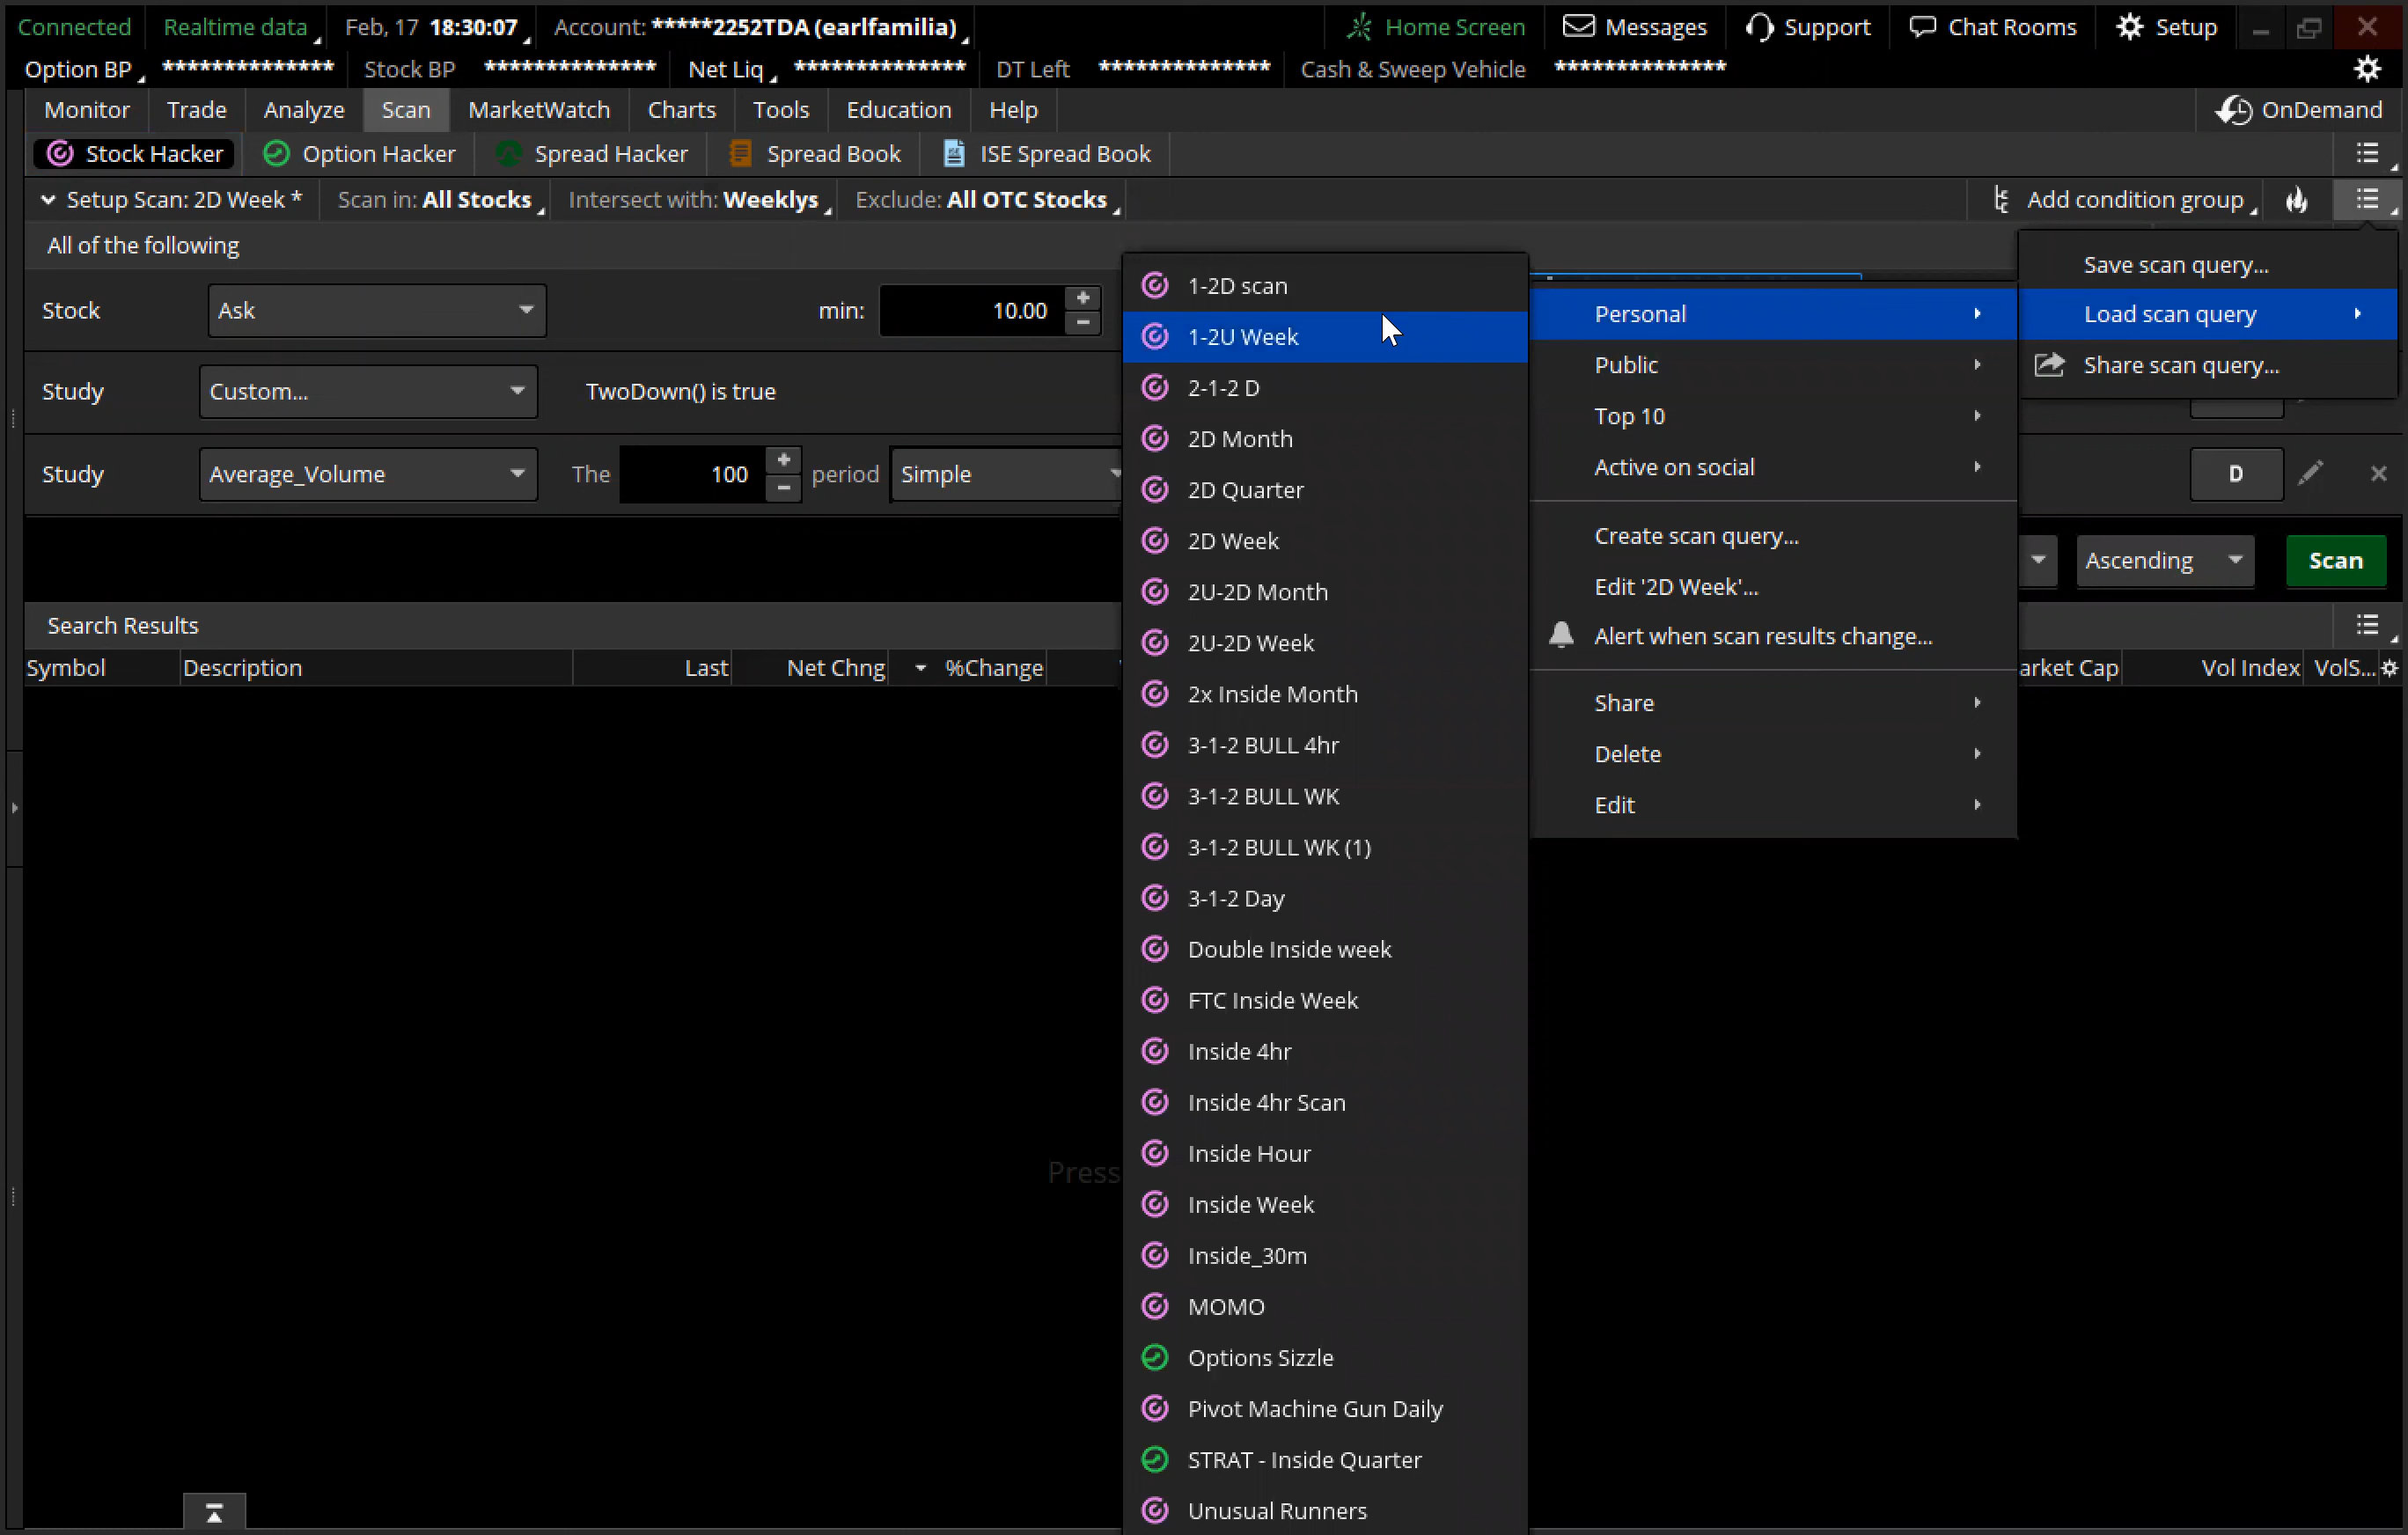 Connected Realtime data Feb, 17 18:30:07 Account: *****2252TDA (earlfamilia) Home Screen Messages Support Chat Rooms Setup
Option BP ************** Stock BP ************** Net Liq ************** DT Left ************** Cash & Sweep Vehicle **************
Monitor Trade Analyze Scan MarketWatch Charts Tools Education Help OnDemand
Stock Hacker Option Hacker Spread Hacker Spread Book ISE Spread Book
Setup Scan: 2D Week * Scan in: All Stocks Intersect with: Weeklys Exclude: All OTC Stocks Add condition group
All of the following
Stock Ask min: 10.00
Study Custom... TwoDown() is true
Study Average_Volume The 100 period Simple D
Ascending Scan
Search Results
Symbol Description Last Net Chng %Change arket Cap Vol Index VolS...
Press
1-2D scan
1-2U Week
2-1-2 D
2D Month
2D Quarter
2D Week
2U-2D Month
2U-2D Week
2x Inside Month
3-1-2 BULL 4hr
3-1-2 BULL WK
3-1-2 BULL WK (1)
3-1-2 Day
Double Inside week
FTC Inside Week
Inside 4hr
Inside 4hr Scan
Inside Hour
Inside Week
Inside_30m
MOMO
Options Sizzle
Pivot Machine Gun Daily
STRAT - Inside Quarter
Unusual Runners
Personal
Public
Top 10
Active on social
Create scan query...
Edit '2D Week'...
Alert when scan results change...
Share
Delete
Edit
Save scan query...
Load scan query
Share scan query...